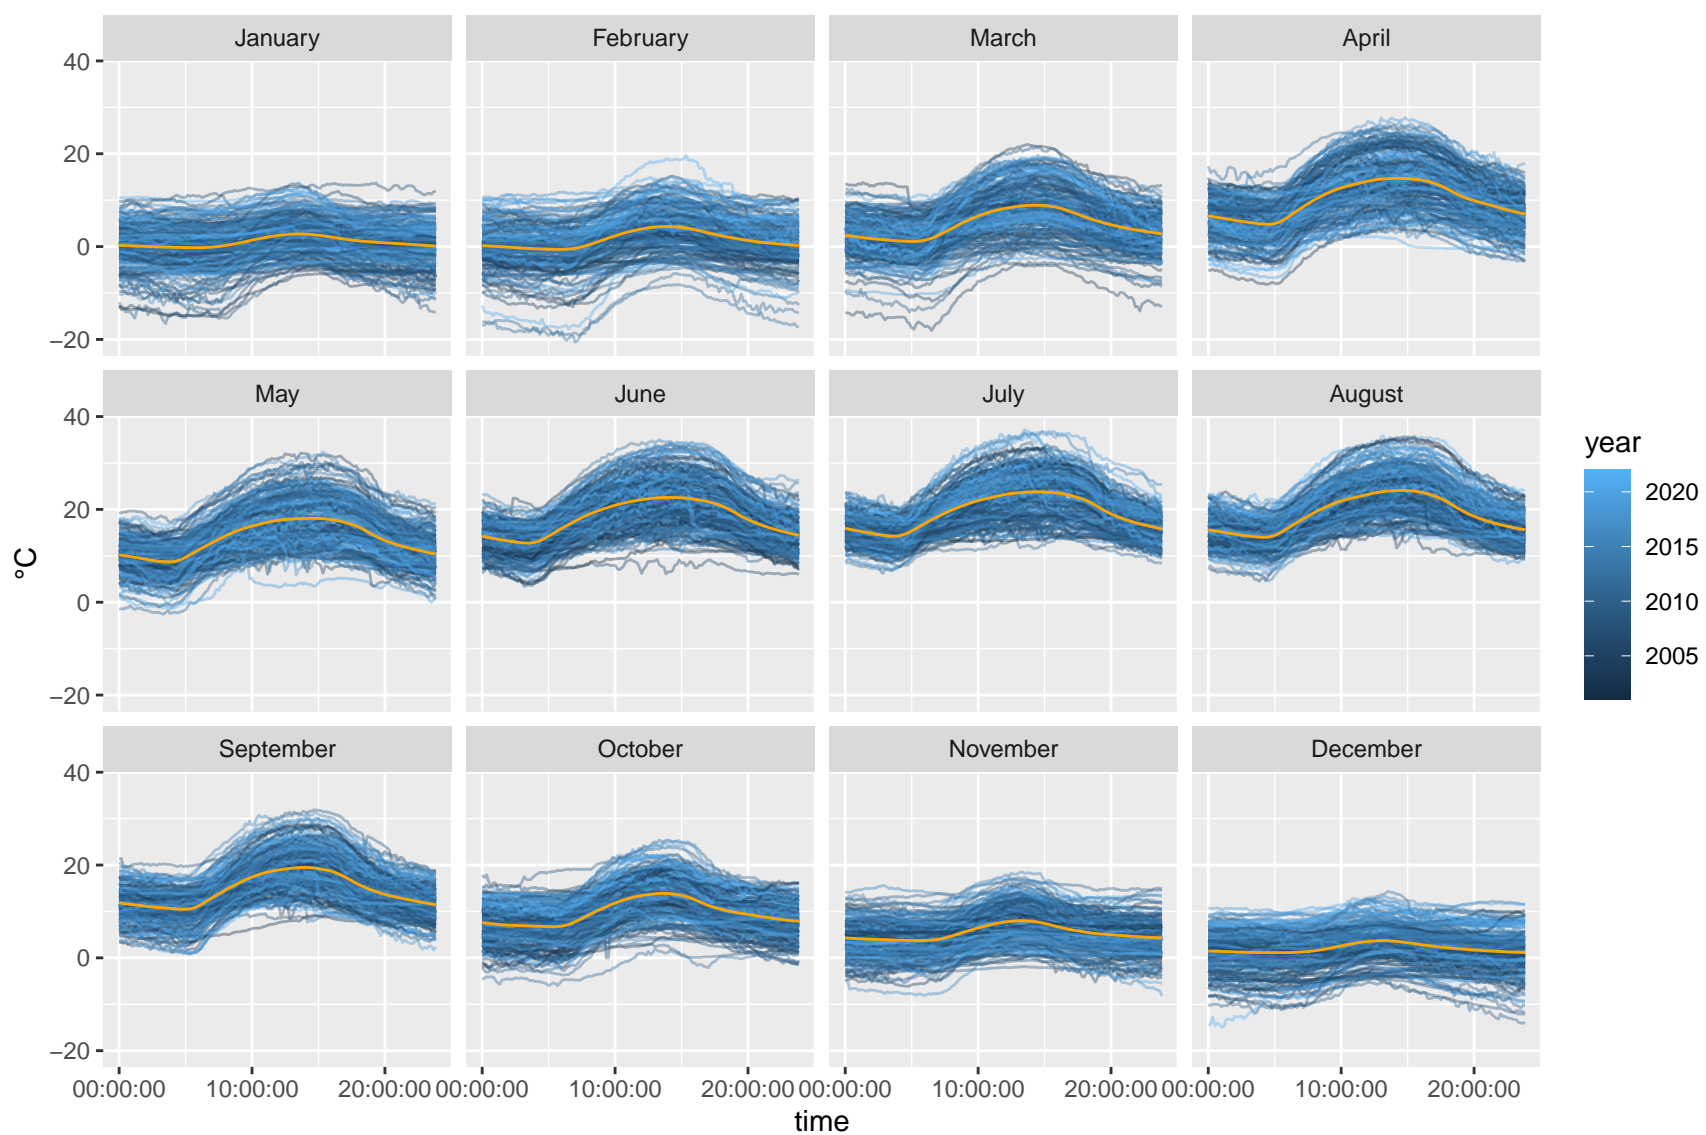 January February March April
40
20
0
−20
May June July August
40
20
0
−20
September October November December
40
20
0
−20
00:00:00 10:00:00 20:00:00 00:00:00 10:00:00 20:00:00 00:00:00 10:00:00 20:00:00 00:00:00 10:00:00 20:00:00
time
°C
year
2020
2015
2010
2005